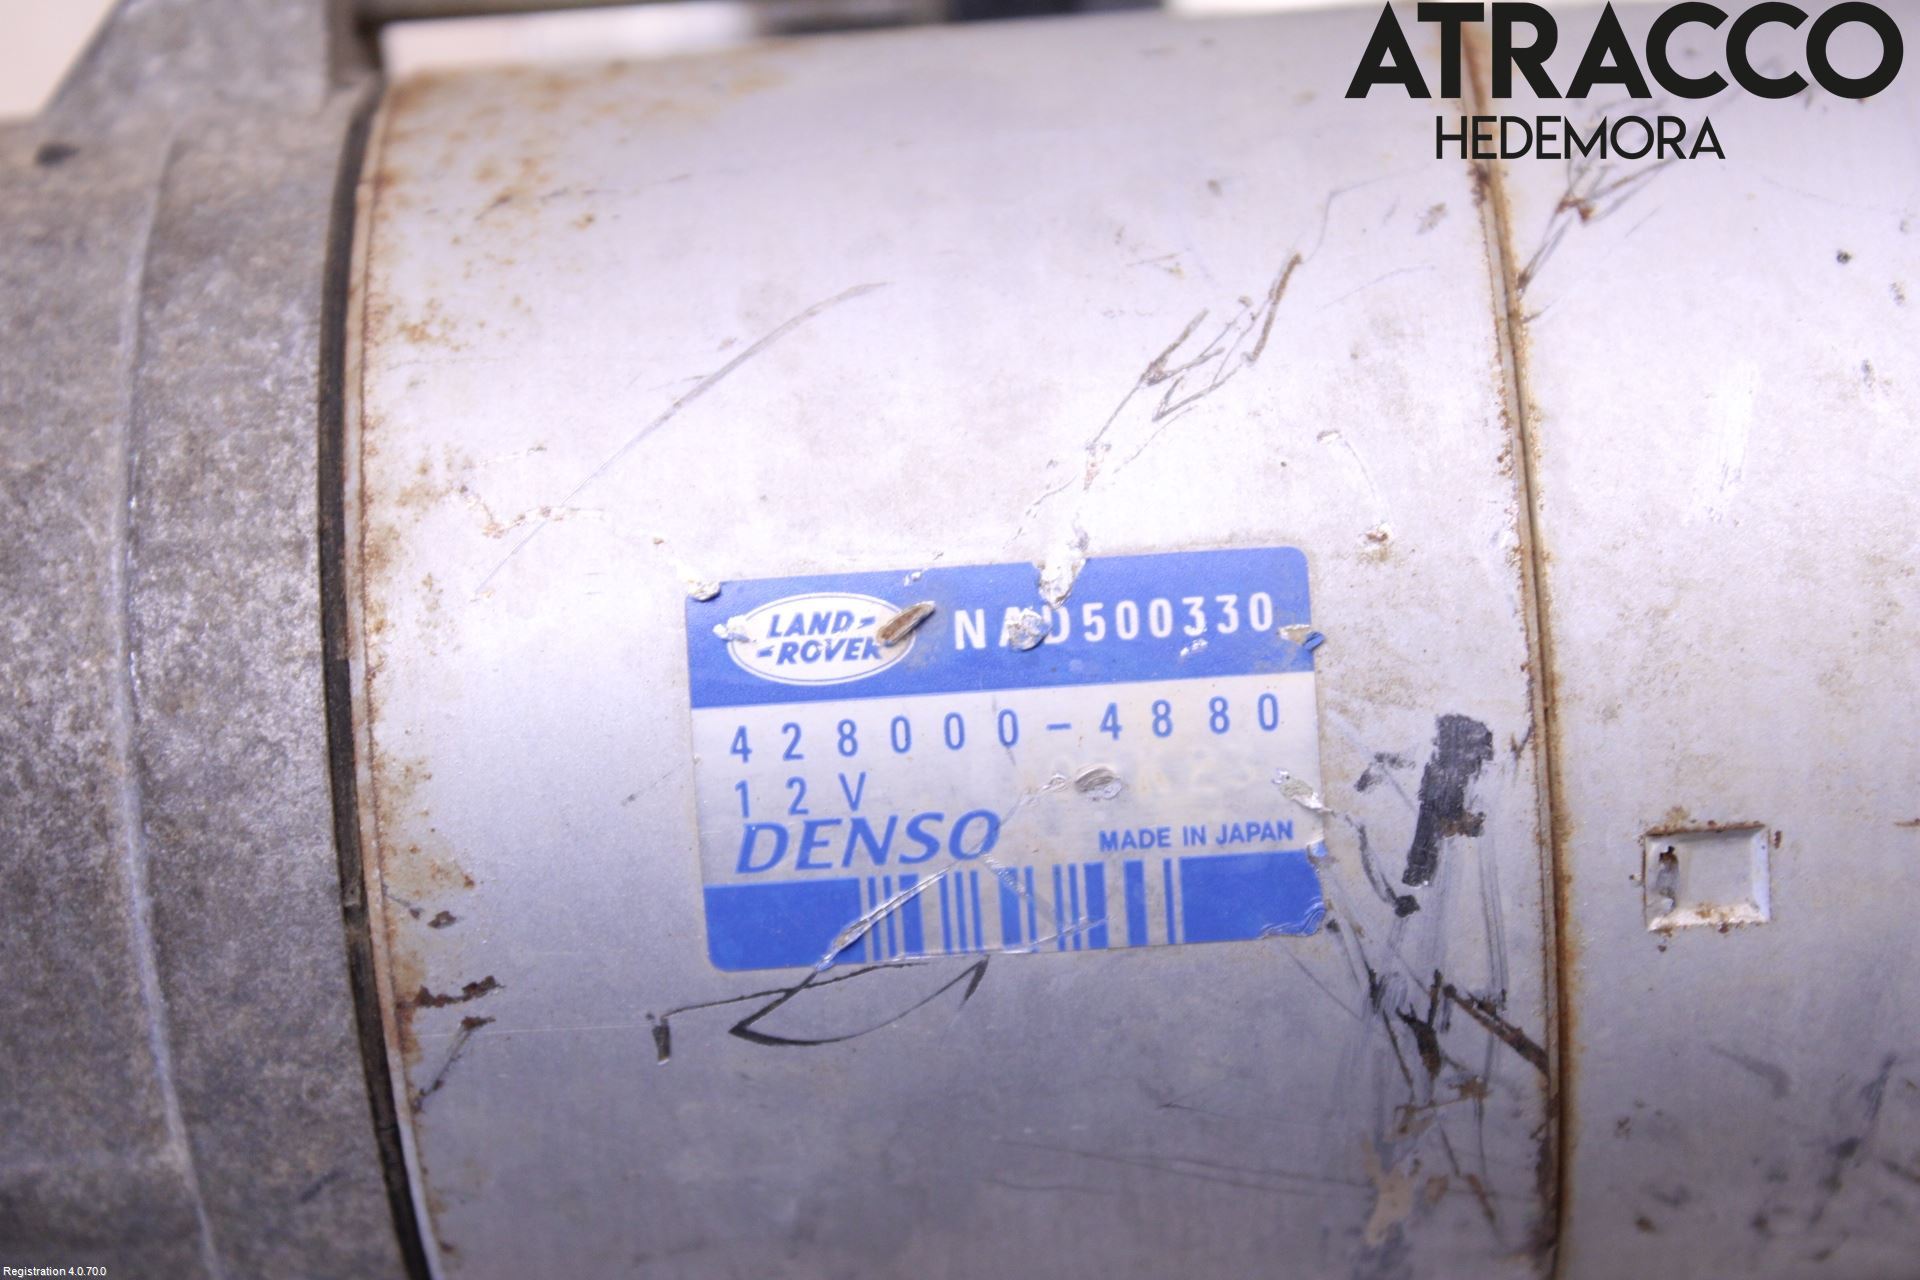 ATRACCO
HEDEMORA
LAND-
-ROVER
NAD500330
428000-4880
12V
DENSO
MADE IN JAPAN
Registration 4.0.70.0